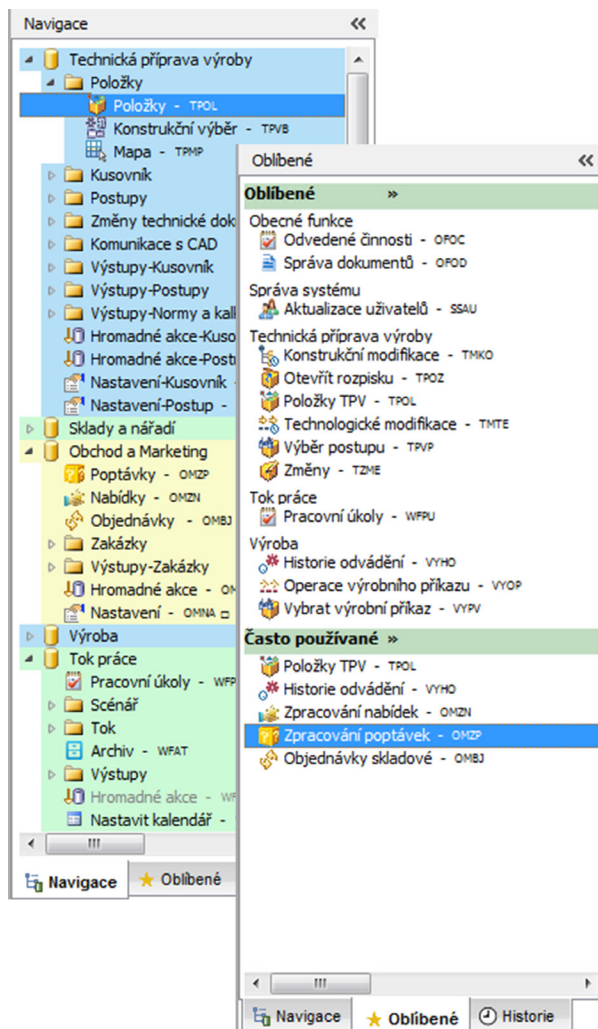 Navigace
Technická příprava výroby
Položky
Položky - TPOL
Konstrukční výběr - TPVB
Mapa - TPMP
Kusovník
Postupy
Změny technické dok
Komunikace s CAD
Výstupy-Kusovník
Výstupy-Postupy
Výstupy-Normy a kal
Hromadné akce-Kuso
Hromadné akce-Post
Nastavení-Kusovník -
Nastavení-Postup -
Sklady a nářadí
Obchod a Marketing
Poptávky - OMZP
Nabídky - OMZN
Objednávky - OMBJ
Zakázky
Výstupy-Zakázky
Hromadné akce - OM
Nastavení - OMNA
Výroba
Tok práce
Pracovní úkoly - WFP
Scénář
Tok
Archiv - WFAT
Výstupy
Hromadné akce - WF
Nastavit kalendář -
Navigace
Oblíbené
Oblíbené
Oblíbené »
Obecné funkce
Odvedené činnosti - OFOC
Správa dokumentů - OFOD
Správa systému
Aktualizace uživatelů - SSAU
Technická příprava výroby
Konstrukční modifikace - TMKO
Otevřít rozpisku - TPOZ
Položky TPV - TPOL
Technologické modifikace - TMTE
Výběr postupu - TPVP
Změny - TZME
Tok práce
Pracovní úkoly - WFPU
Výroba
Historie odvádění - VYHO
Operace výrobního příkazu - VYOP
Vybrat výrobní příkaz - VYPV
Často používané »
Položky TPV - TPOL
Historie odvádění - VYHO
Zpracování nabídek - OMZN
Zpracování poptávek - OMZP
Objednávky skladové - OMBJ
Navigace
Oblíbené
Historie